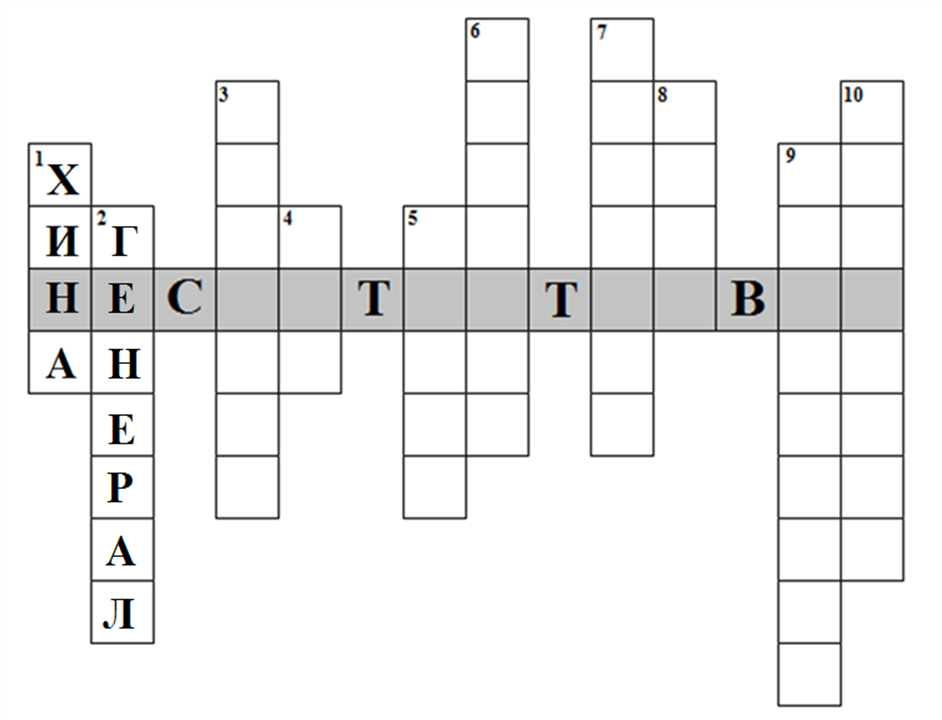 6 7
3 8 10
1 Х 9
И 2 Г 4 5
Н Е С Т Т В
А Н
Е
Р
А
Л